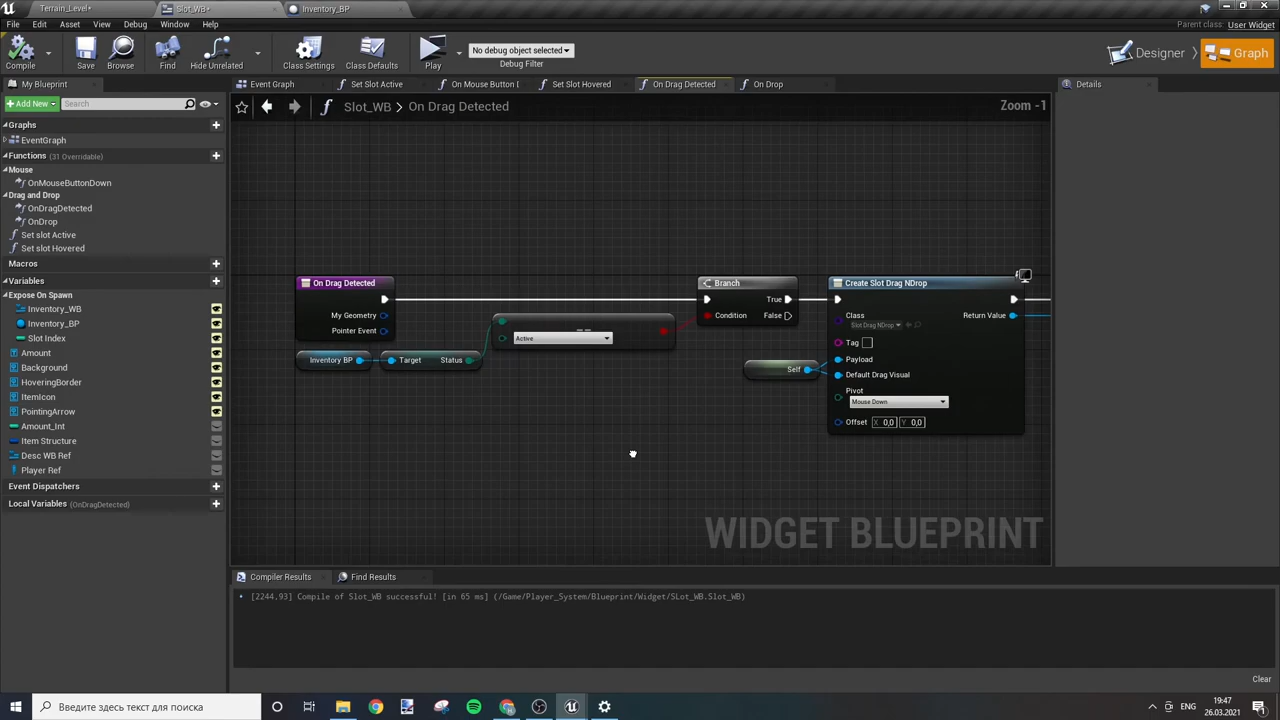 Terrain_Level*
Slot_WB*
Inventory_BP
File
Edit
Asset
View
Debug
Window
Help
Parent class: User Widget
Compile
Save
Browse
Find
Hide Unrelated
Class Settings
Class Defaults
Play
No debug object selected
Debug Filter
Designer
Graph
My Blueprint
Event Graph
Set Slot Active
On Mouse Button D
Set Slot Hovered
On Drag Detected
On Drop
Details
Add New
Search
Slot_WB > On Drag Detected
Zoom -1
Graphs
EventGraph
Functions (31 Overridable)
Mouse
OnMouseButtonDown
Drag and Drop
OnDragDetected
OnDrop
Set slot Active
Set slot Hovered
Macros
Variables
Expose On Spawn
Inventory_WB
Inventory_BP
Slot Index
Amount
Background
HoveringBorder
ItemIcon
PointingArrow
Amount_Int
Item Structure
Desc WB Ref
Player Ref
Event Dispatchers
Local Variables (OnDragDetected)
On Drag Detected
My Geometry
Pointer Event
Inventory BP
Target
Status
==
Active
Branch
True
Condition
False
Self
Create Slot Drag NDrop
Class
Slot Drag NDrop
Return Value
Tag
Payload
Default Drag Visual
Pivot
Mouse Down
Offset X 0,0 Y 0,0
WIDGET BLUEPRINT
Compiler Results
Find Results
[2244,93] Compile of Slot_WB successful! [in 65 ms] (/Game/Player_System/Blueprint/Widget/SLot_WB.Slot_WB)
Clear
Введите здесь текст для поиска
19:47
26.03.2021